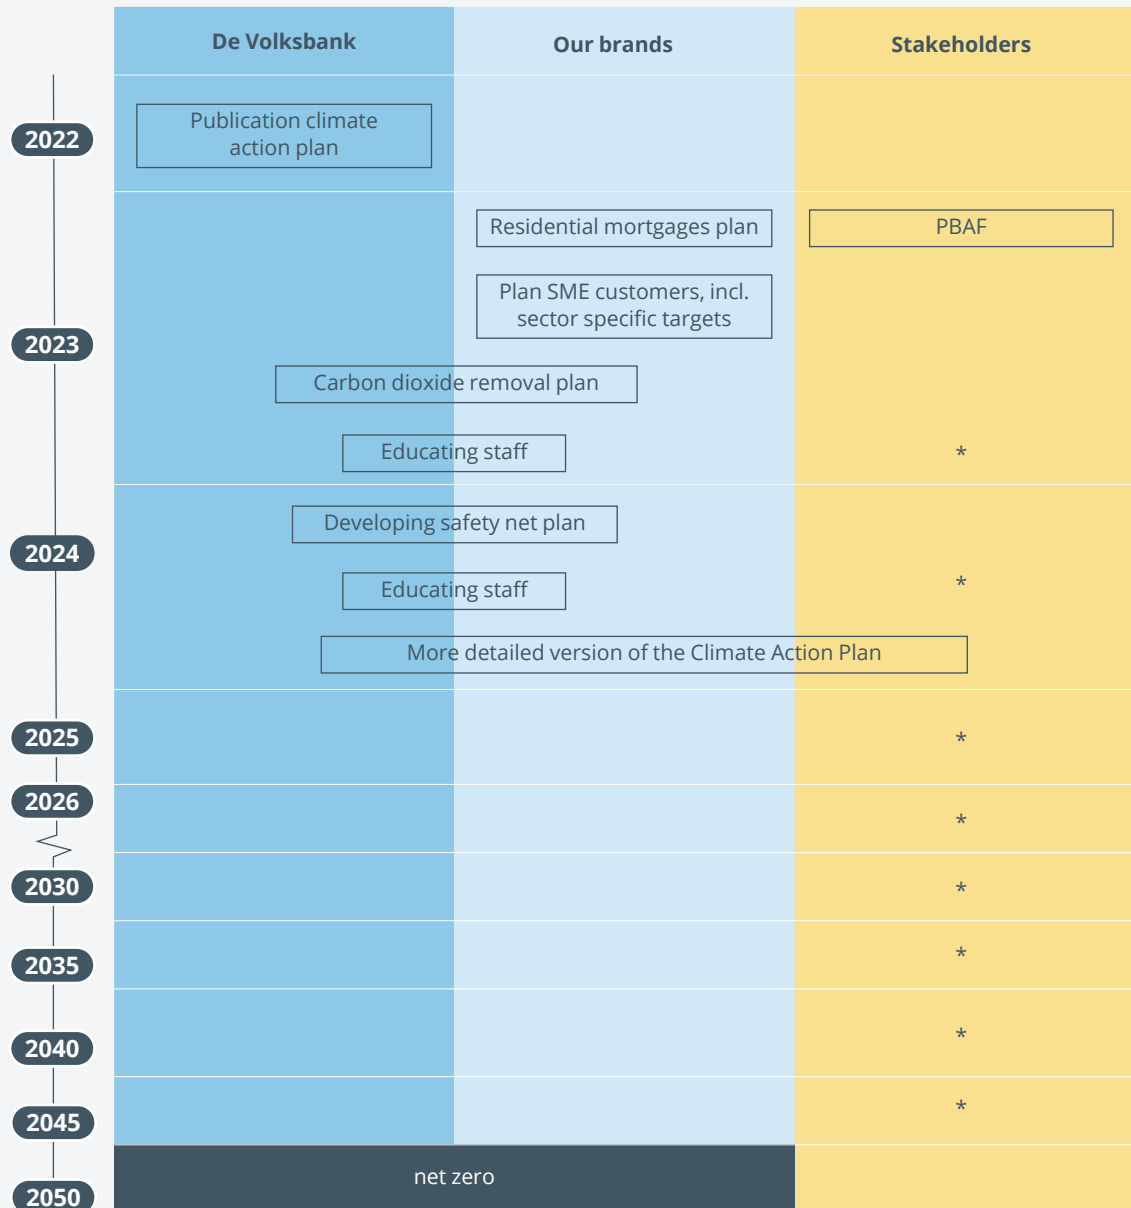 De Volksbank
Our brands
Stakeholders
2022
Publication climate
action plan
2023
Residential mortgages plan
PBAF
Plan SME customers, incl.
sector specific targets
Carbon dioxide removal plan
Educating staff
*
2024
Developing safety net plan
Educating staff
*
More detailed version of the Climate Action Plan
2025
*
2026
*
2030
*
2035
*
2040
*
2045
*
2050
net zero